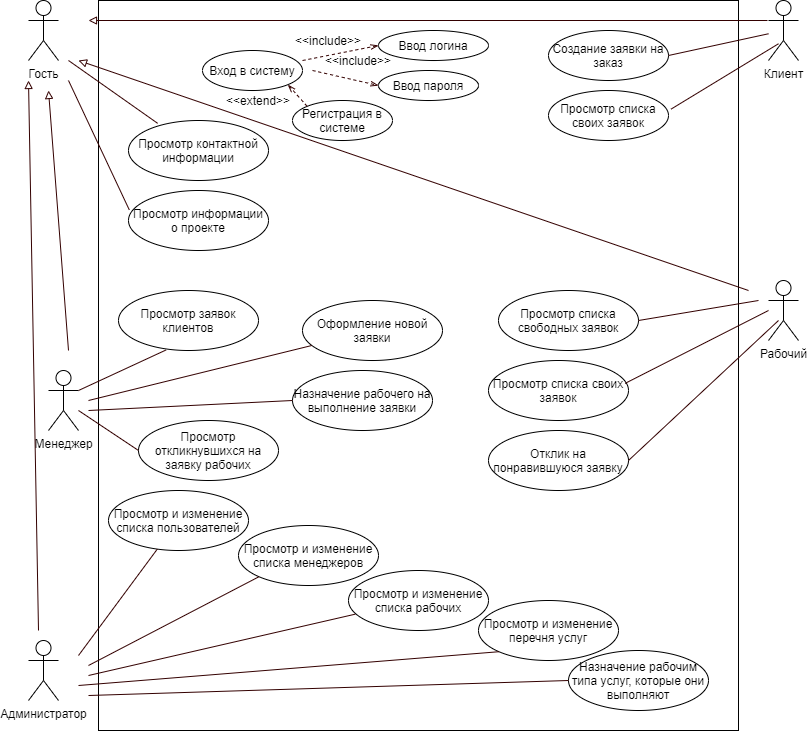 Гость
Клиент
<<include>>
Ввод логина
Вход в систему
<<include>>
Ввод пароля
<<extend>>
Регистрация в
системе
Создание заявки на
заказ
Просмотр списка
своих заявок
Просмотр контактной
информации
Просмотр информации
о проекте
Просмотр заявок
клиентов
Оформление новой
заявки
Просмотр списка
свободных заявок
Рабочий
Назначение рабочего на
выполнение заявки
Просмотр списка своих
заявок
Менеджер
Просмотр
откликнувшихся на
заявку рабочих
Отклик на
понравившуюся заявку
Просмотр и изменение
списка пользователей
Просмотр и изменение
списка менеджеров
Просмотр и изменение
списка рабочих
Просмотр и изменение
перечня услуг
Назначение рабочим
типа услуг, которые они
выполняют
Администратор